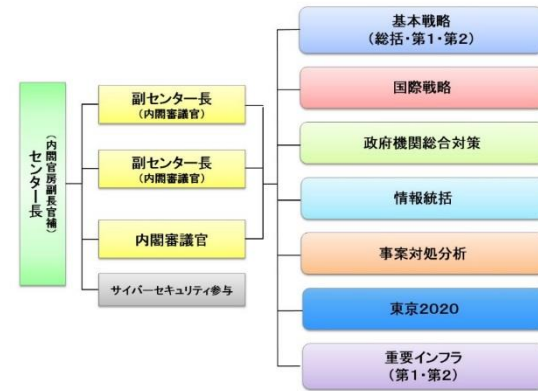 センター長
（内閣官房副長官補）
副センター長
（内閣審議官）
副センター長
（内閣審議官）
内閣審議官
サイバーセキュリティ参与
基本戦略
（総括・第1・第2）
国際戦略
政府機関総合対策
情報統括
事案対処分析
東京2020
重要インフラ
（第1・第2）